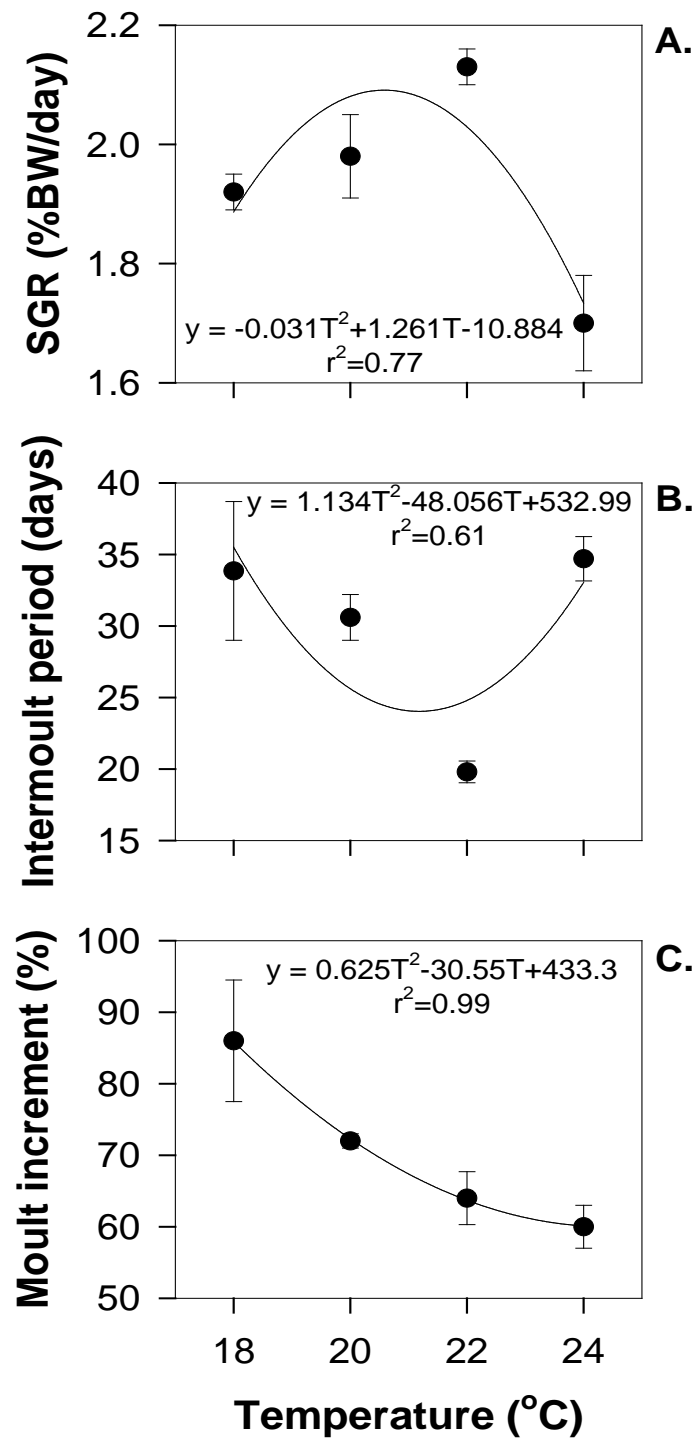 A.
SGR (%BW/day)
2.2
2.0
1.8
1.6
y = -0.031T²+1.261T-10.884
r²=0.77
B.
Intermoult period (days)
40
35
30
25
20
15
y = 1.134T²-48.056T+532.99
r²=0.61
C.
Moult increment (%)
100
90
80
70
60
50
y = 0.625T²-30.55T+433.3
r²=0.99
18 20 22 24
Temperature (°C)